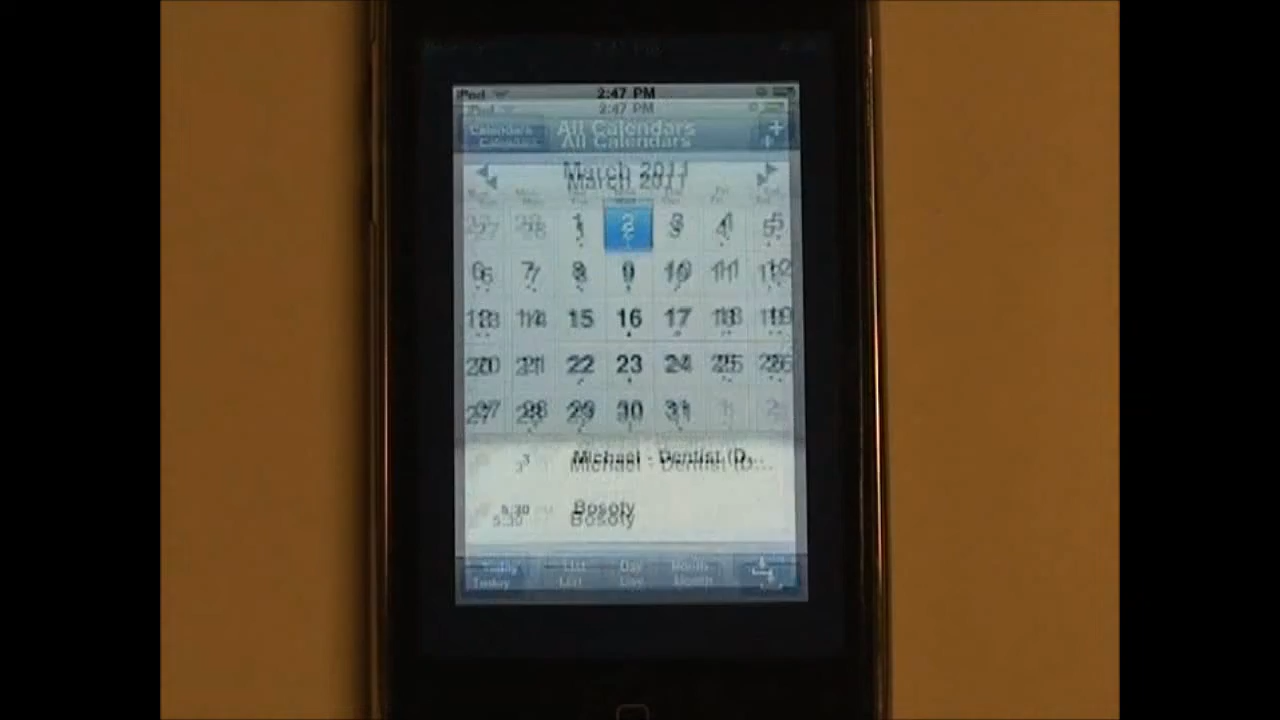 iPod 2:47 PM
Calendars All Calendars +
March 2011
27 28 1 2 3 4 5
6 7 8 9 10 11 12
13 14 15 16 17 18 19
20 21 22 23 24 25 26
27 28 29 30 31 1 2
Michael - Dentist (D...
5:30 Bosoty
Today List Day Month